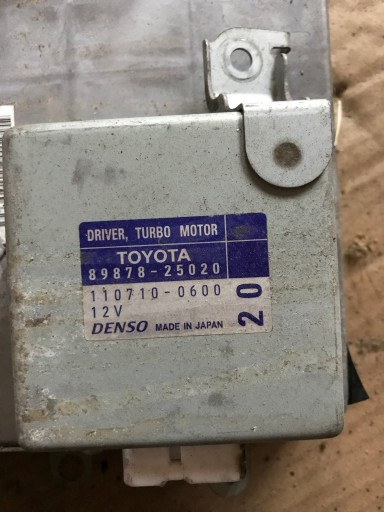 DRIVER, TURBO MOTOR
TOYOTA
89878-25020
110710-0600
12V
DENSO MADE IN JAPAN
20